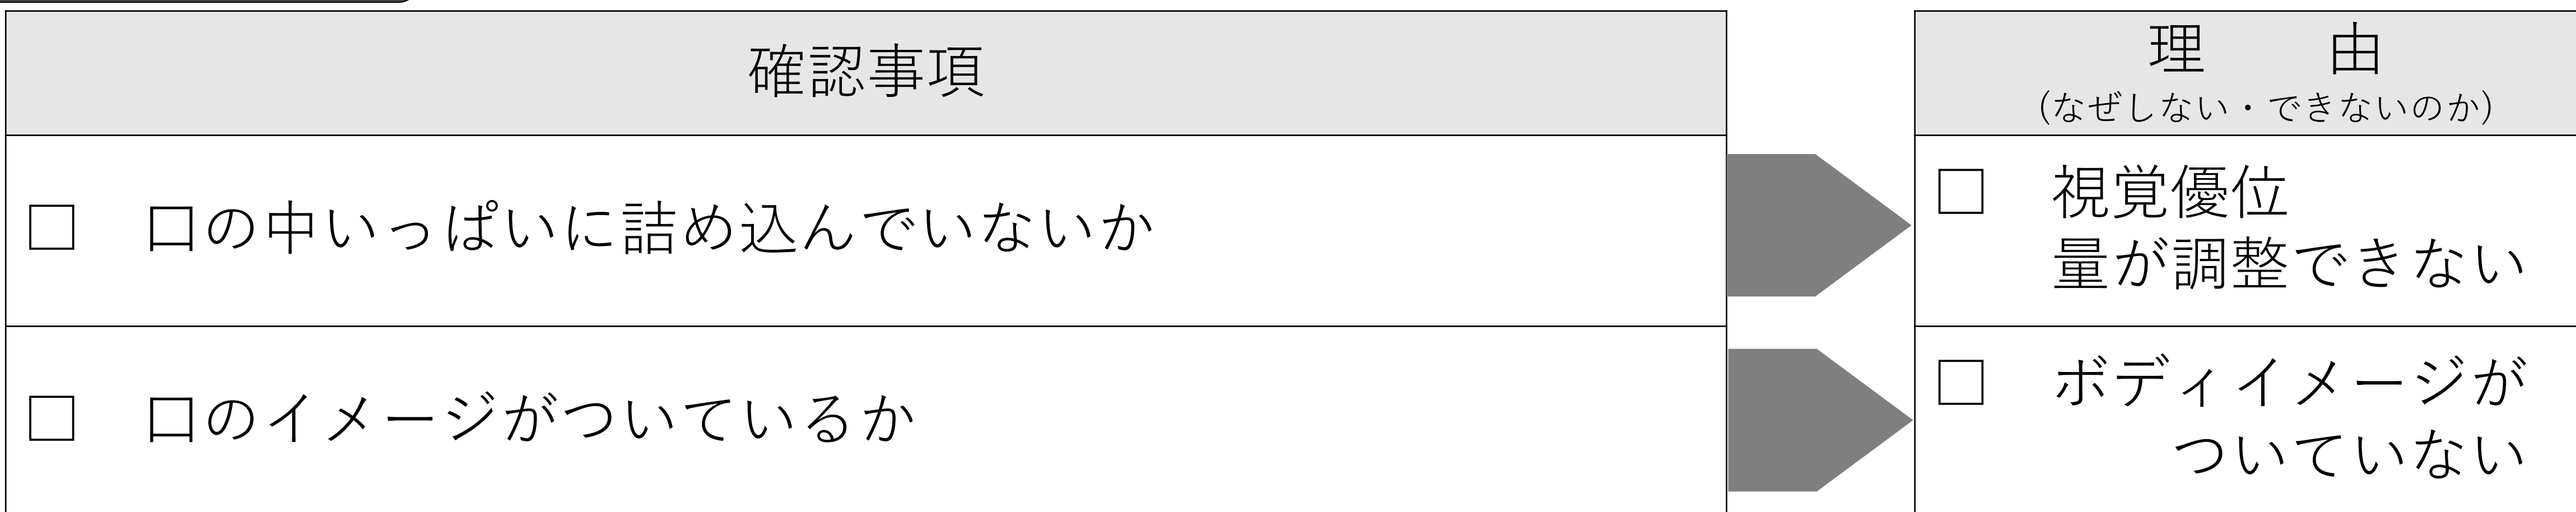 確認事項
理　　由
（なぜしない・できないのか）
□　口の中いっぱいに詰め込んでいないか
□　視覚優位
量が調整できない
□　口のイメージがついているか
□　ボディイメージが
ついていない